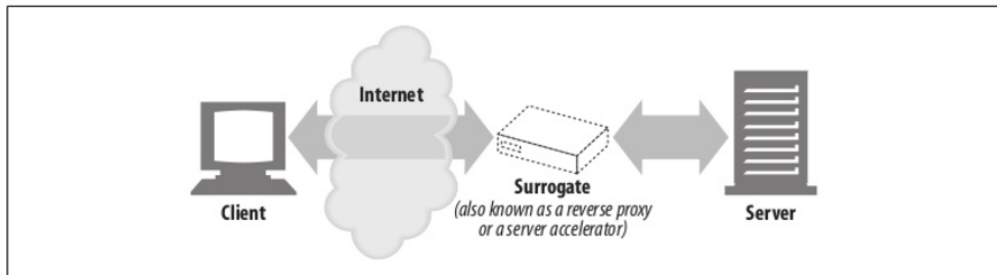 Internet
Client
Surrogate
(also known as a reverse proxy
or a server accelerator)
Server